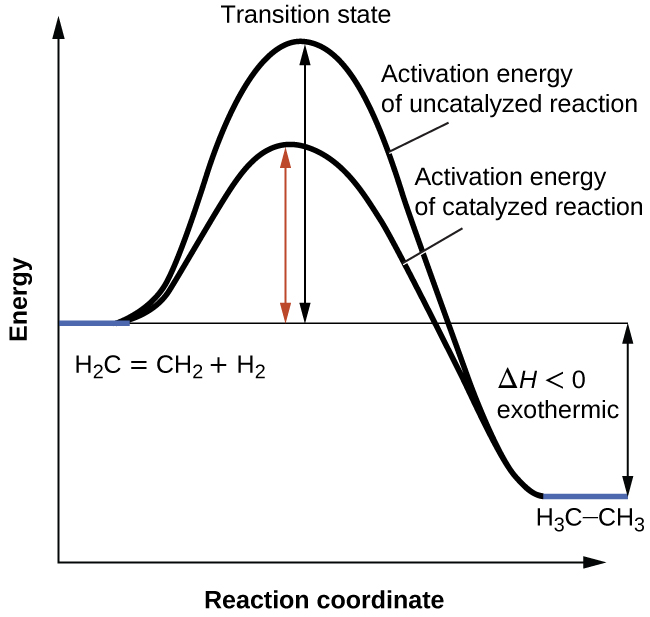 Transition state
Activation energy
of uncatalyzed reaction
Activation energy
of catalyzed reaction
Energy
H₂C = CH₂ + H₂
ΔH < 0
exothermic
H₃C–CH₃
Reaction coordinate